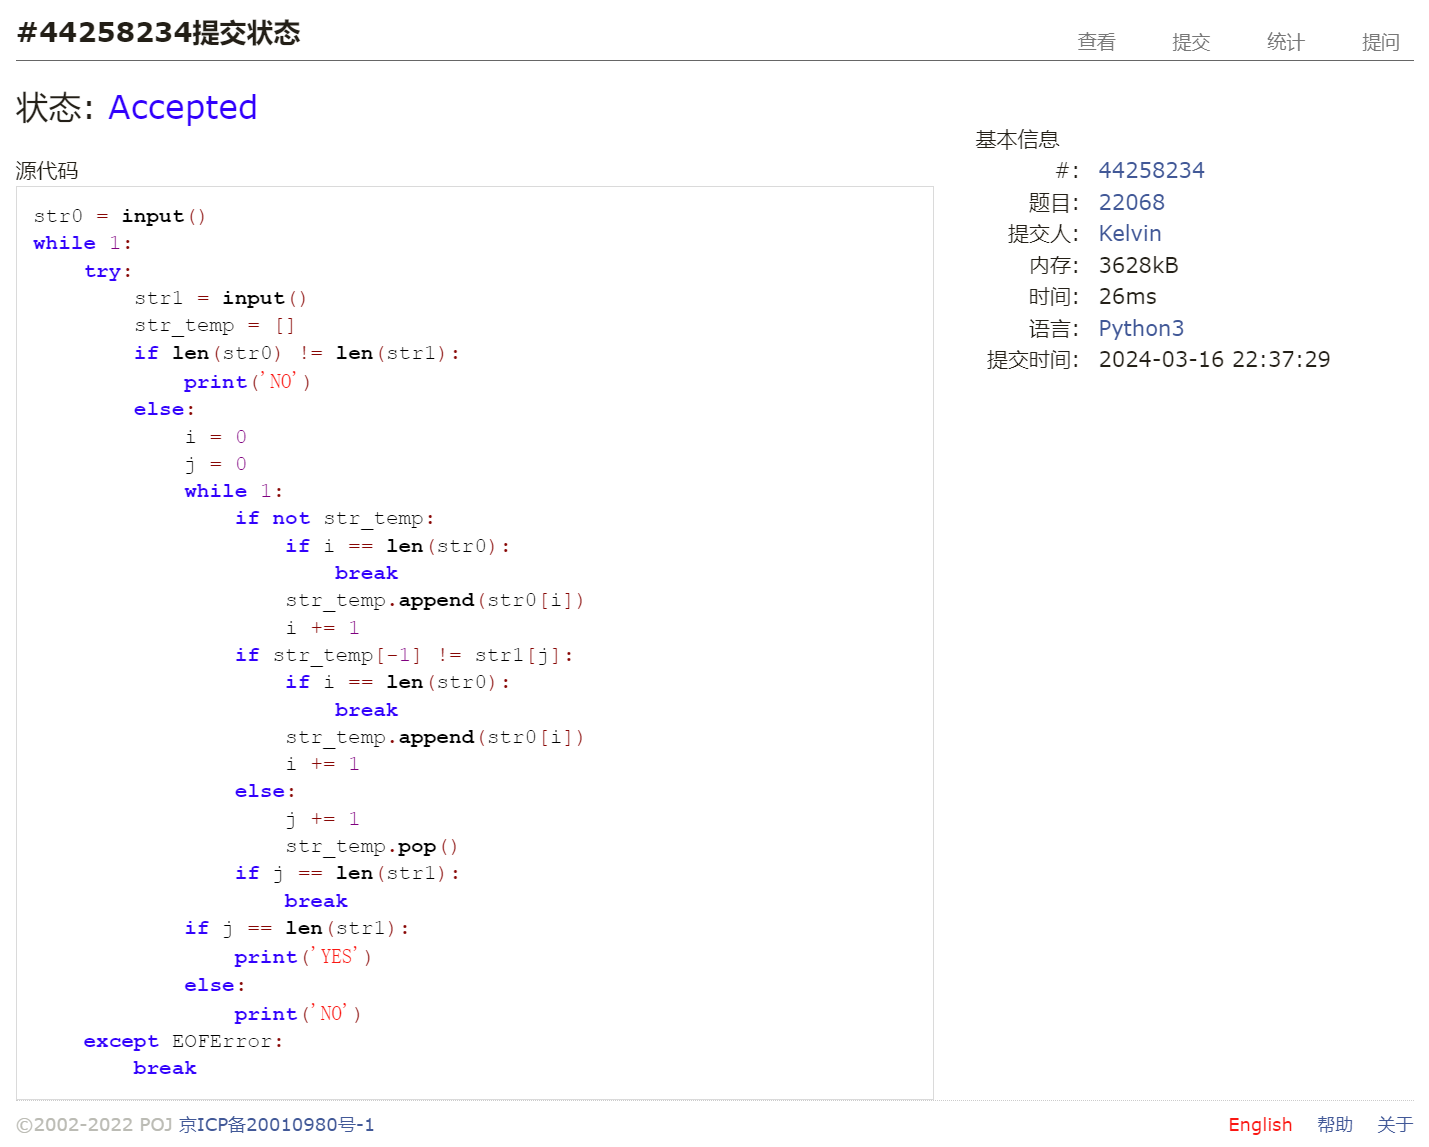 #44258234提交状态
查看 提交 统计 提问
状态: Accepted
源代码
str0 = input()
while 1:
    try:
        str1 = input()
        str_temp = []
        if len(str0) != len(str1):
            print('NO')
        else:
            i = 0
            j = 0
            while 1:
                if not str_temp:
                    if i == len(str0):
                        break
                    str_temp.append(str0[i])
                    i += 1
                if str_temp[-1] != str1[j]:
                    if i == len(str0):
                        break
                    str_temp.append(str0[i])
                    i += 1
                else:
                    j += 1
                    str_temp.pop()
                if j == len(str1):
                    break
            if j == len(str1):
                print('YES')
            else:
                print('NO')
    except EOFError:
        break
基本信息
#: 44258234
题目: 22068
提交人: Kelvin
内存: 3628kB
时间: 26ms
语言: Python3
提交时间: 2024-03-16 22:37:29
©2002-2022 POJ 京ICP备20010980号-1
English 帮助 关于